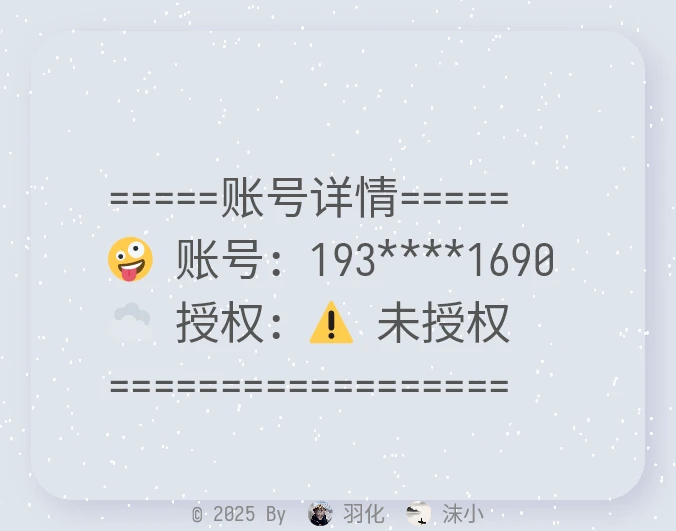 =====账号详情=====
🤪 账号：193****1690
☁️ 授权：⚠️ 未授权
==================
© 2025 By 羽化 沫小